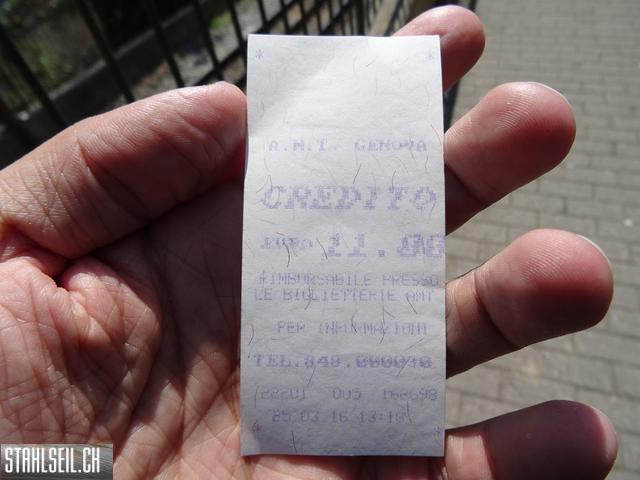 A.M.T. GENOVA
CREDITO
EURO 11.00
RIMBORSABILE PRESSO
LE BIGLIETTERIE AMT
PER INFORMAZIONI
TEL.848.000030
005
25.03.16 13:18
STAHLSEIL.CH